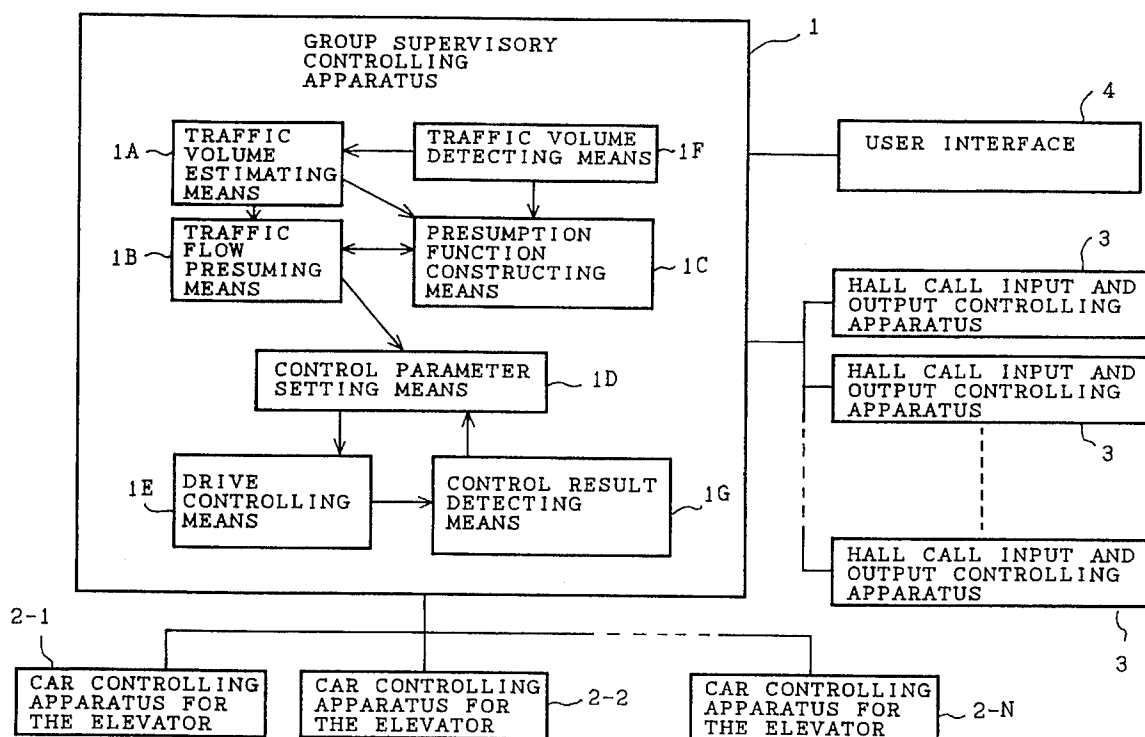 GROUP SUPERVISORY
CONTROLLING
APPARATUS
1
1A
TRAFFIC
VOLUME
ESTIMATING
MEANS
TRAFFIC VOLUME
DETECTING MEANS
1F
1B
TRAFFIC
FLOW
PRESUMING
MEANS
PRESUMPTION
FUNCTION
CONSTRUCTING
MEANS
1C
CONTROL PARAMETER
SETTING MEANS
1D
1E
DRIVE
CONTROLLING
MEANS
CONTROL RESULT
DETECTING
MEANS
1G
4
USER INTERFACE
3
HALL CALL INPUT AND
OUTPUT CONTROLLING
APPARATUS
HALL CALL INPUT AND
OUTPUT CONTROLLING
APPARATUS
3
HALL CALL INPUT AND
OUTPUT CONTROLLING
APPARATUS
3
2-1
CAR CONTROLLING
APPARATUS FOR
THE ELEVATOR
CAR CONTROLLING
APPARATUS FOR
THE ELEVATOR
2-2
CAR CONTROLLING
APPARATUS FOR
THE ELEVATOR
2-N